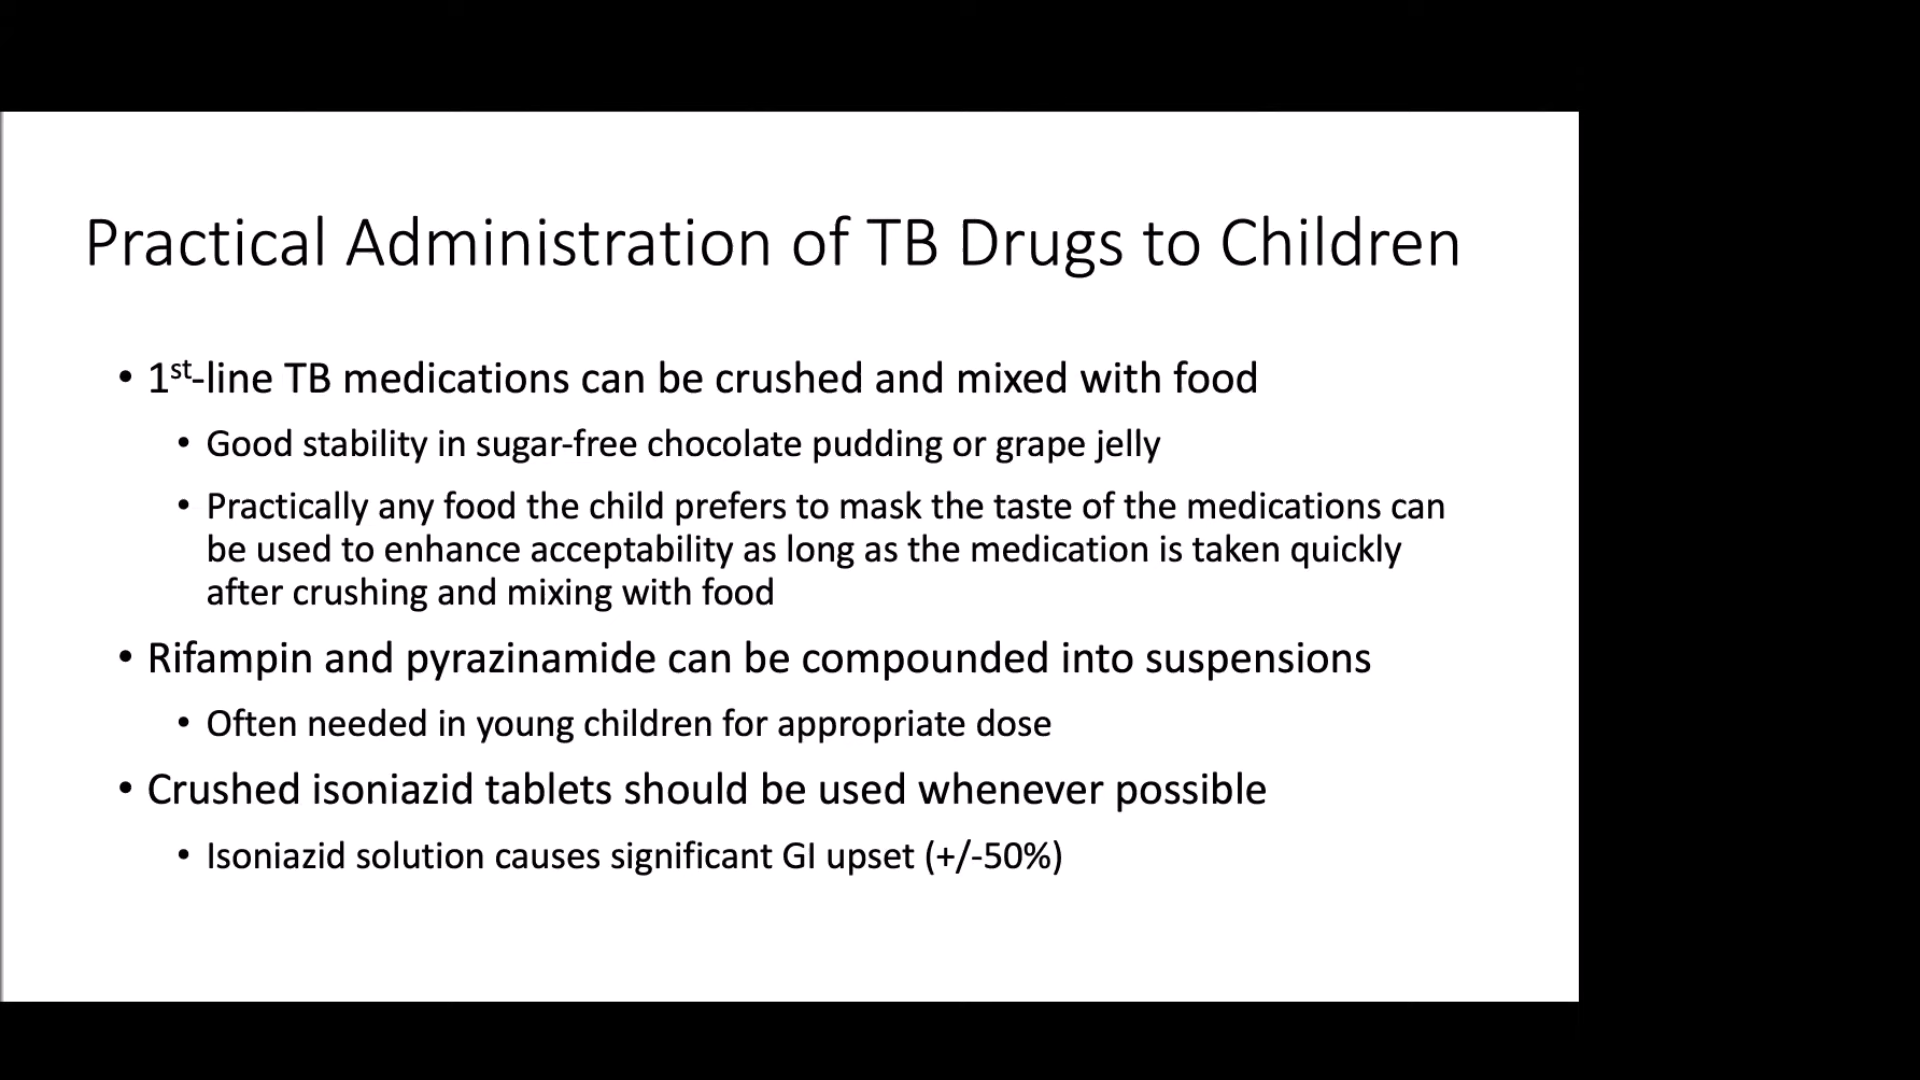 Practical Administration of TB Drugs to Children
• 1st-line TB medications can be crushed and mixed with food
• Good stability in sugar-free chocolate pudding or grape jelly
• Practically any food the child prefers to mask the taste of the medications can
be used to enhance acceptability as long as the medication is taken quickly
after crushing and mixing with food
• Rifampin and pyrazinamide can be compounded into suspensions
• Often needed in young children for appropriate dose
• Crushed isoniazid tablets should be used whenever possible
• Isoniazid solution causes significant GI upset (+/-50%)